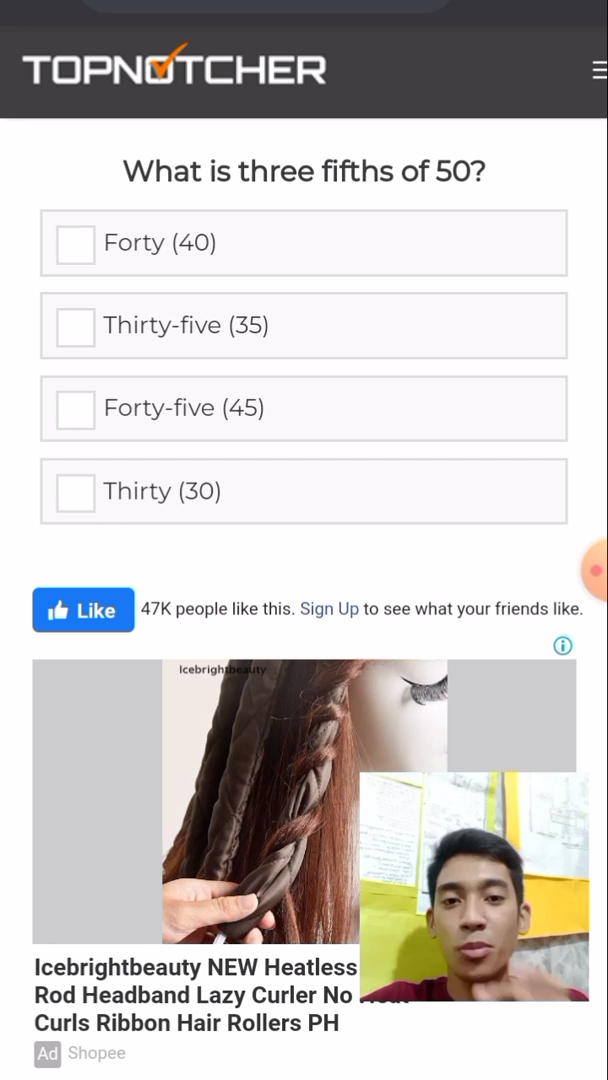 TOPNOTCHER
What is three fifths of 50?
Forty (40)
Thirty-five (35)
Forty-five (45)
Thirty (30)
Like
47K people like this. Sign Up to see what your friends like.
Icebrightbeauty
Icebrightbeauty NEW Heatless
Rod Headband Lazy Curler No Heat
Curls Ribbon Hair Rollers PH
Ad Shopee